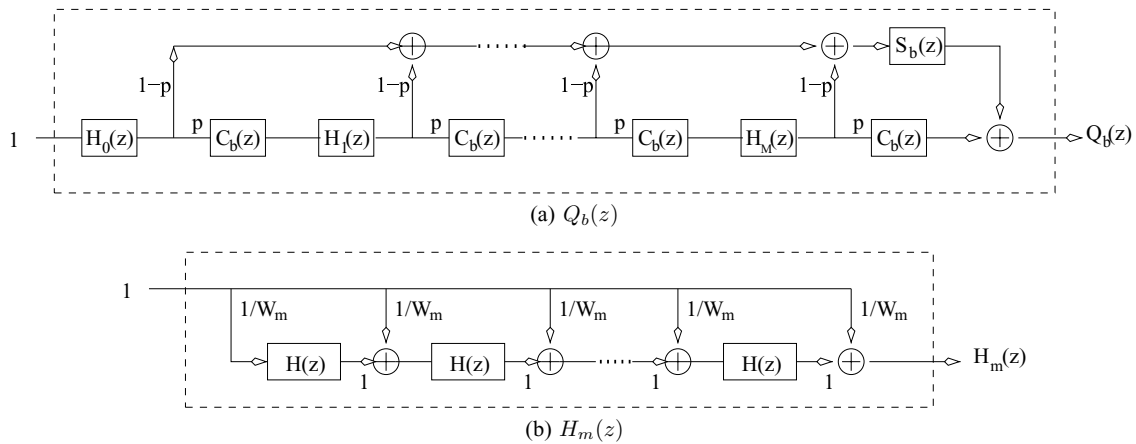 S_b(z)
1−p 1−p 1−p 1−p
1 H_0(z) p C_b(z) H_1(z) p C_b(z) p C_b(z) H_M(z) p C_b(z) Q_b(z)
(a) Q_b(z)
1
1/W_m 1/W_m 1/W_m 1/W_m 1/W_m
H(z) 1 H(z) 1 1 H(z) 1 H_m(z)
(b) H_m(z)